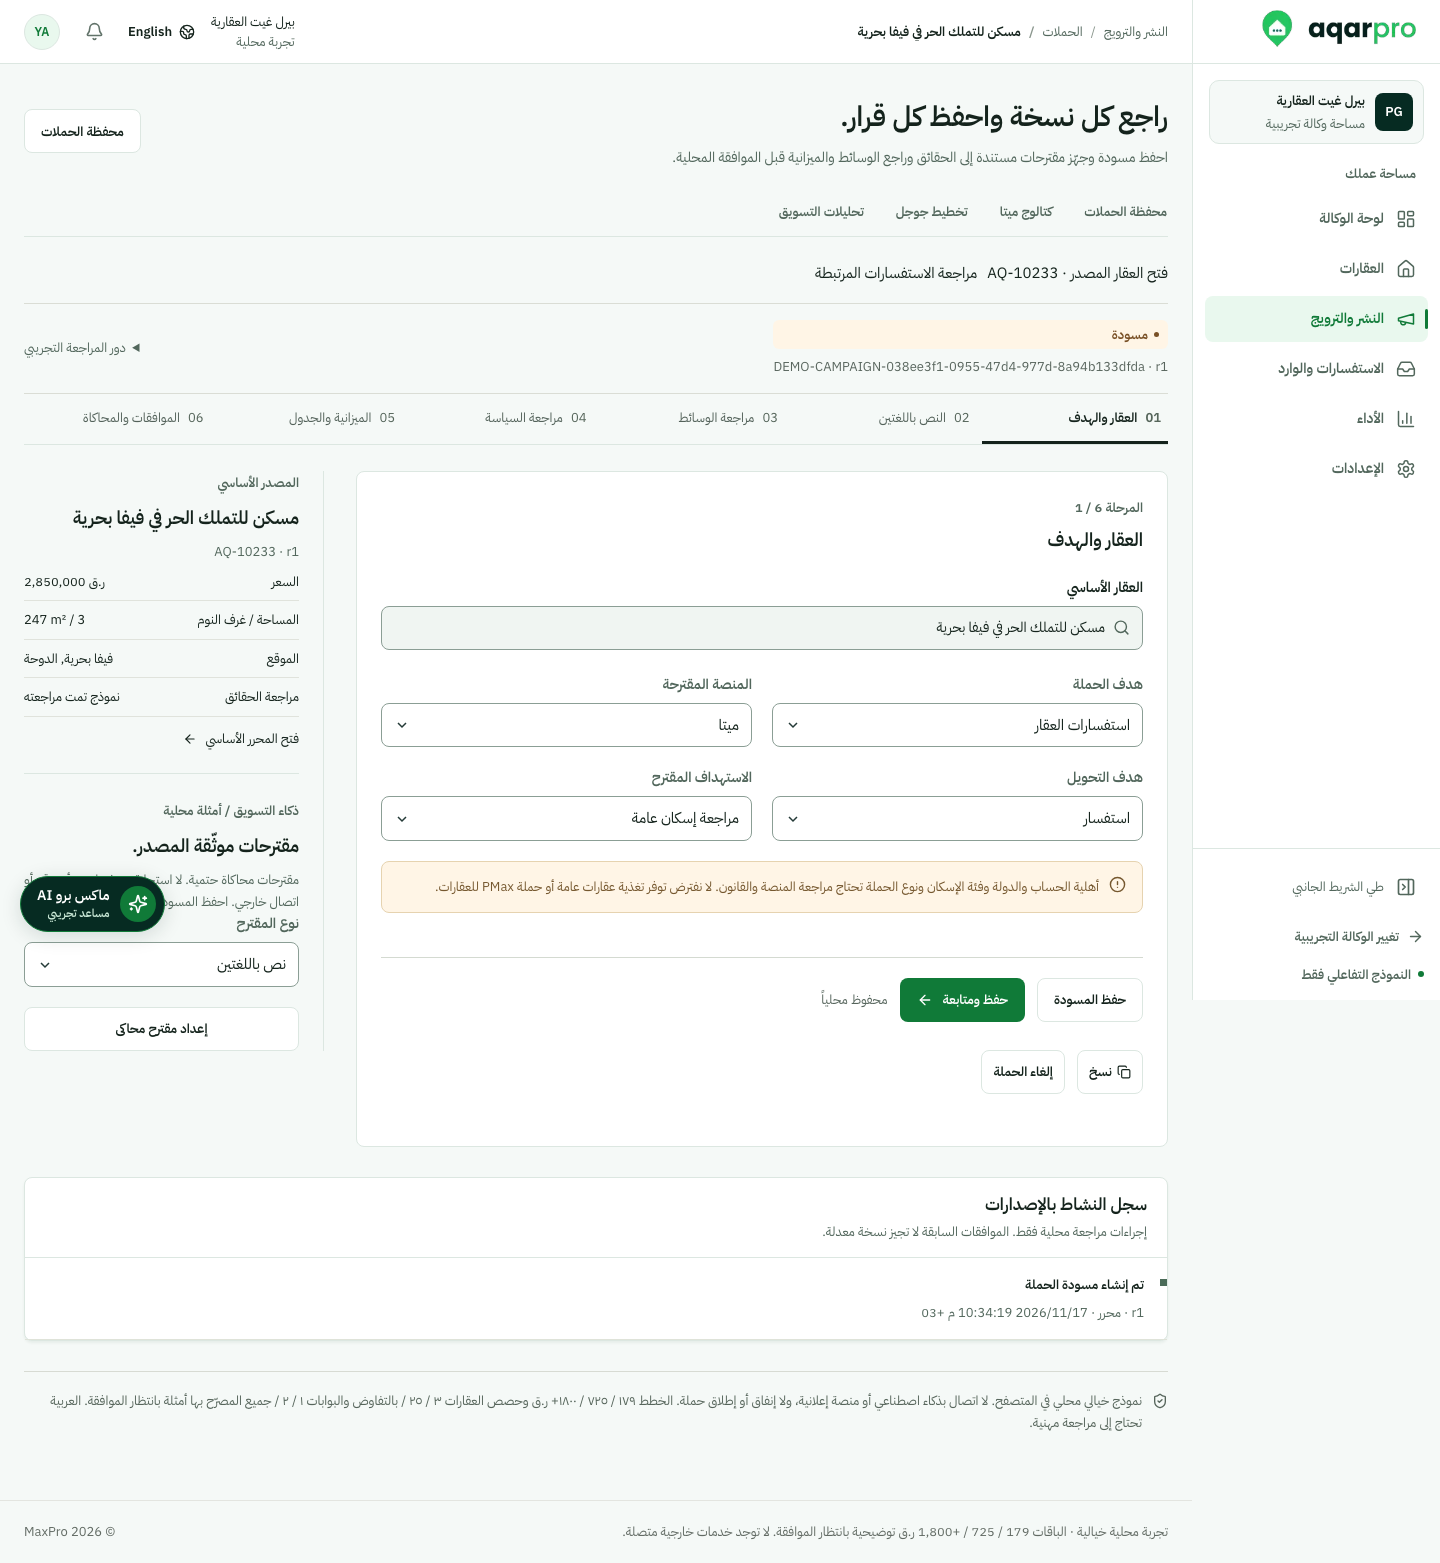 aqarpro
النشر والترويج / الحملات / مسكن للتملك الحر في فيفا بحرية
بيرل غيت العقارية
تجربة محلية
English
YA
PG
بيرل غيت العقارية
مساحة وكالة تجريبية
مساحة عملك
لوحة الوكالة
العقارات
النشر والترويج
الاستفسارات والوارد
الأداء
الإعدادات
طي الشريط الجانبي
تغيير الوكالة التجريبية
النموذج التفاعلي فقط
راجع كل نسخة واحفظ كل قرار.
احفظ مسودة وجهّز مقترحات مستندة إلى الحقائق وراجع الوسائط والميزانية قبل الموافقة المحلية.
محفظة الحملات
محفظة الحملات
كتالوج ميتا
تخطيط جوجل
تحليلات التسويق
فتح العقار المصدر · AQ-10233
مراجعة الاستفسارات المرتبطة
مسودة
DEMO-CAMPAIGN-038ee3f1-0955-47d4-977d-8a94b133dfda · r1
دور المراجعة التجريبي
01 العقار والهدف
02 النص باللغتين
03 مراجعة الوسائط
04 مراجعة السياسة
05 الميزانية والجدول
06 الموافقات والمحاكاة
المرحلة 6 / 1
العقار والهدف
العقار الأساسي
مسكن للتملك الحر في فيفا بحرية
هدف الحملة
استفسارات العقار
المنصة المقترحة
ميتا
هدف التحويل
استفسار
الاستهداف المقترح
مراجعة إسكان عامة
أهلية الحساب والدولة وفئة الإسكان ونوع الحملة تحتاج مراجعة المنصة والقانون. لا نفترض توفر تغذية عقارات عامة أو حملة PMax للعقارات.
حفظ المسودة
حفظ ومتابعة
محفوظ محلياً
نسخ
إلغاء الحملة
المصدر الأساسي
مسكن للتملك الحر في فيفا بحرية
AQ-10233 · r1
السعر
2,850,000 ر.ق
المساحة / غرف النوم
247 m² / 3
الموقع
فيفا بحرية, الدوحة
مراجعة الحقائق
نموذج تمت مراجعته
فتح المحرر الأساسي
ذكاء التسويق / أمثلة محلية
مقترحات موثّقة المصدر.
مقترحات محاكاة حتمية. لا
أو
اتصال خارجي. احفظ
ماكس برو AI
مساعد تجريبي
نوع المقترح
نص باللغتين
إعداد مقترح محاكى
سجل النشاط بالإصدارات
إجراءات مراجعة محلية فقط. الموافقات السابقة لا تجيز نسخة معدلة.
تم إنشاء مسودة الحملة
r1 · محرر · 2026/11/17 10:34:19 م +03
نموذج خيالي محلي في المتصفح. لا اتصال بذكاء اصطناعي أو منصة إعلانية، ولا إنفاق أو إطلاق حملة. الخطط ١٧٩ / ٧٢٥ / ١٨٠٠+ ر.ق وحصص العقارات ٣ / ٢٥ / بالتفاوض والبوابات ١ / ٢ / جميع المصرّح بها أمثلة بانتظار الموافقة. العربية
تحتاج إلى مراجعة مهنية.
تجربة محلية خيالية · الباقات 179 / 725 / +1,800 ر.ق توضيحية بانتظار الموافقة. لا توجد خدمات خارجية متصلة.
© 2026 MaxPro